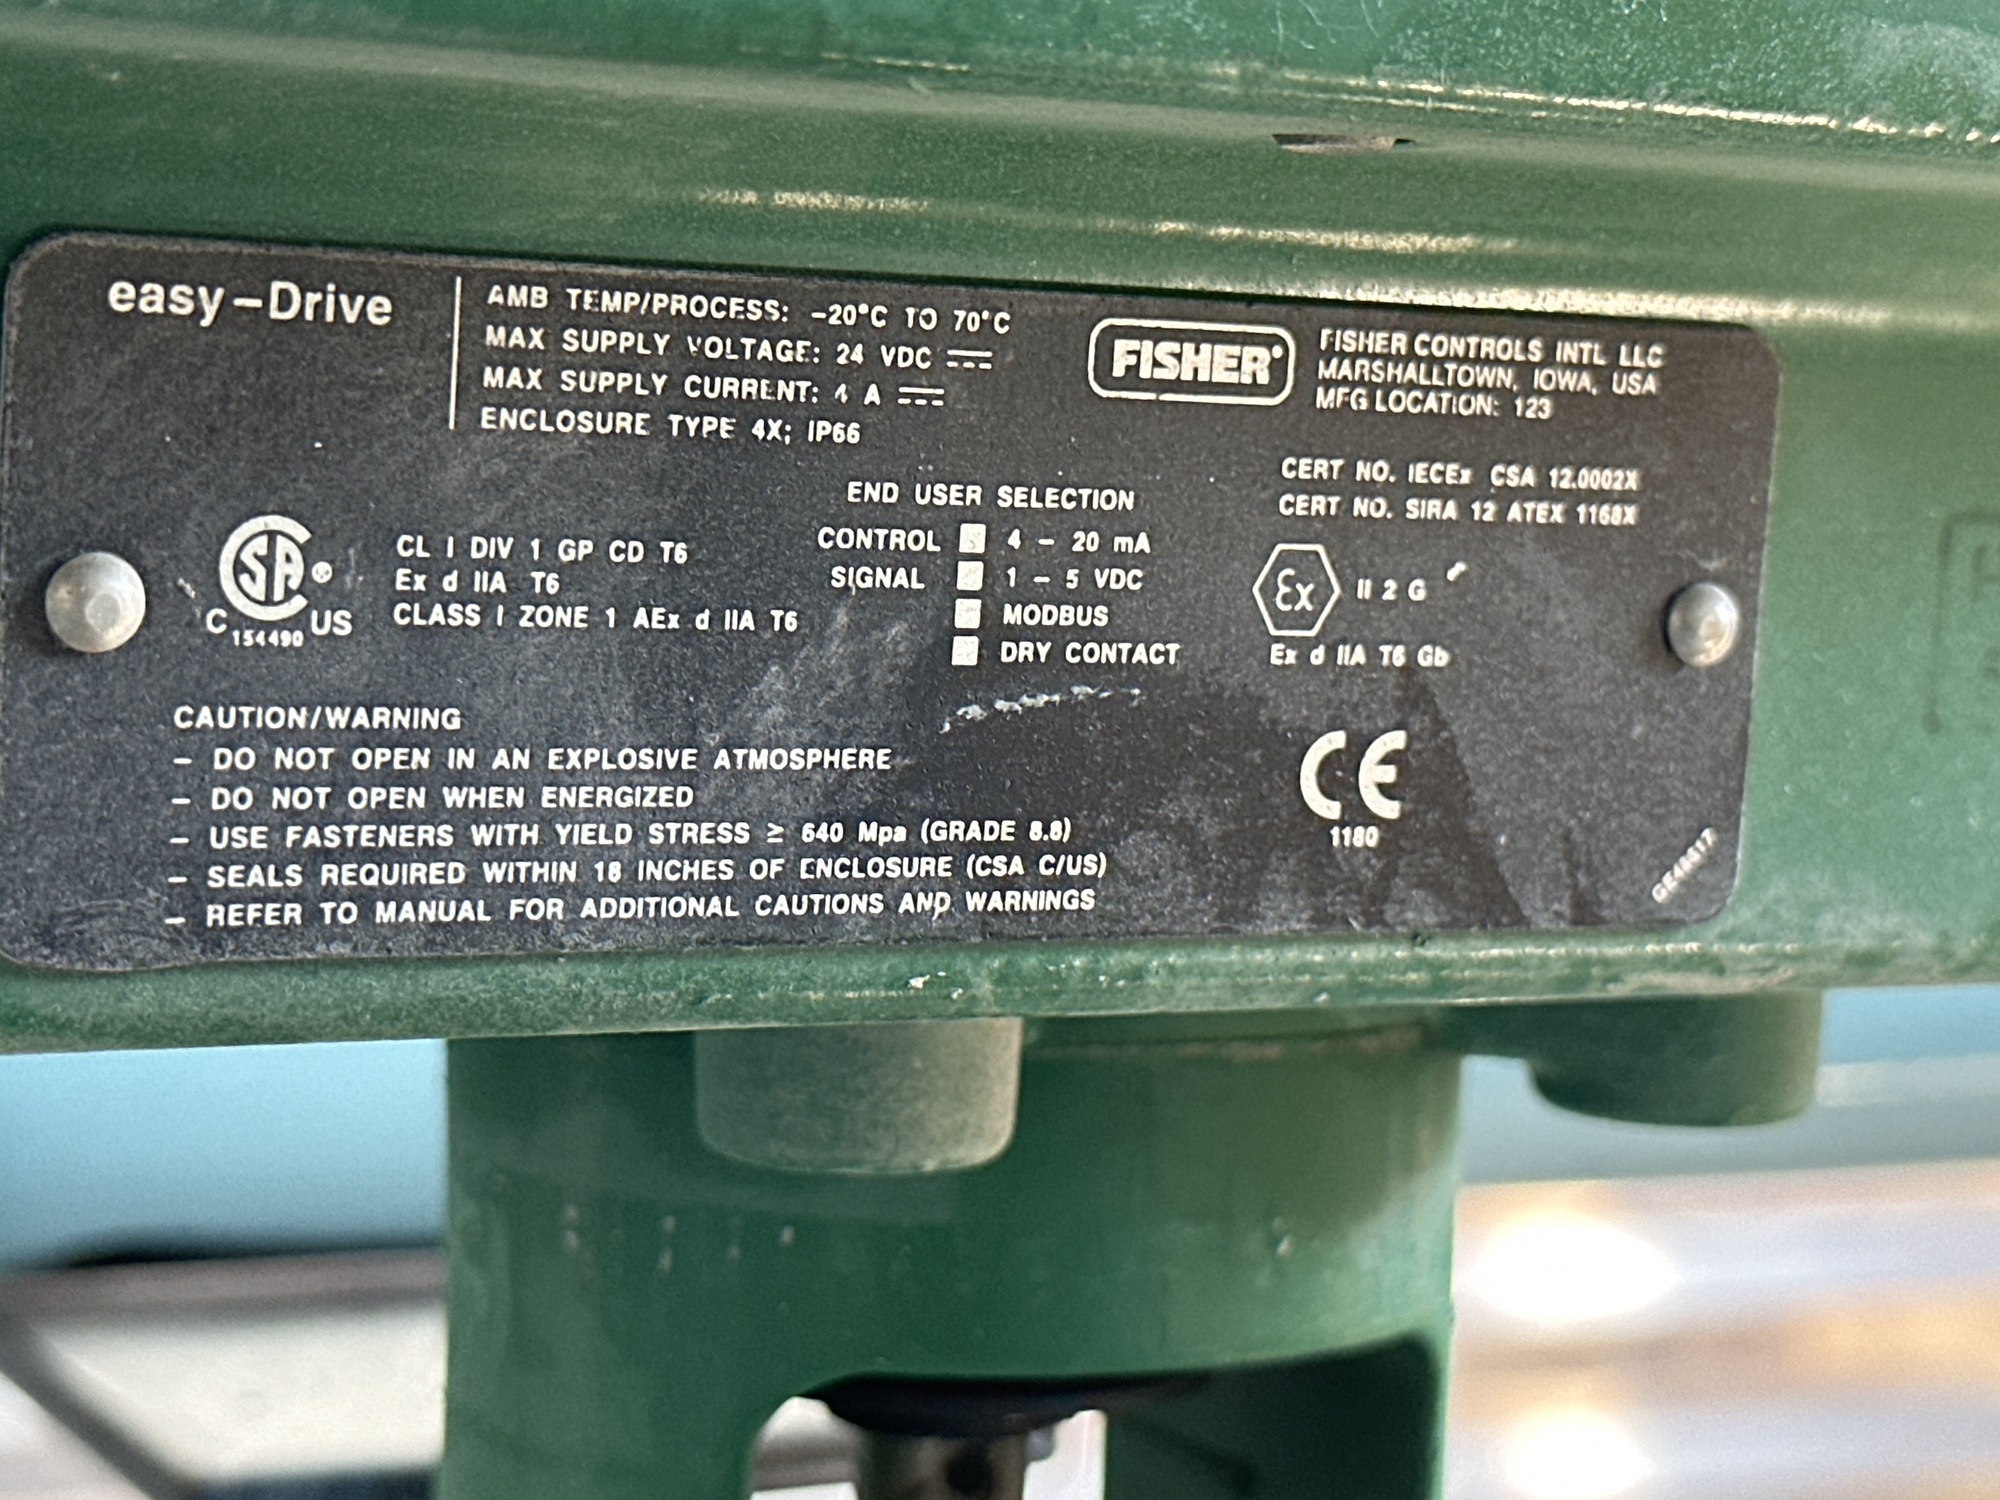 easy-Drive
AMB TEMP/PROCESS: -20°C TO 70°C
MAX SUPPLY VOLTAGE: 24 VDC
MAX SUPPLY CURRENT: 4 A
ENCLOSURE TYPE 4X; IP66
FISHER®
FISHER CONTROLS INTL LLC
MARSHALLTOWN, IOWA, USA
MFG LOCATION: 123
CERT NO. IECEx CSA 12.0002X
CERT NO. SIRA 12 ATEX 1168X
SA ®
C US
154490
CL I DIV 1 GP CD T6
Ex d IIA T6
CLASS I ZONE 1 AEx d IIA T6
END USER SELECTION
CONTROL SIGNAL
4 - 20 mA
1 - 5 VDC
MODBUS
DRY CONTACT
Ex II 2 G
Ex d IIA T6 Gb
CAUTION/WARNING
- DO NOT OPEN IN AN EXPLOSIVE ATMOSPHERE
- DO NOT OPEN WHEN ENERGIZED
- USE FASTENERS WITH YIELD STRESS ≥ 640 Mpa (GRADE 8.8)
- SEALS REQUIRED WITHIN 18 INCHES OF ENCLOSURE (CSA C/US)
- REFER TO MANUAL FOR ADDITIONAL CAUTIONS AND WARNINGS
CE
1180